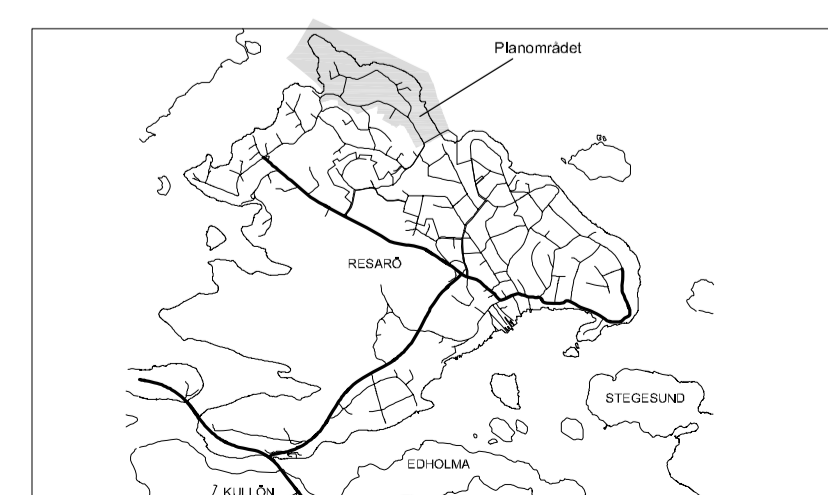 Planområdet
RESARÖ
STEGESUND
EDHOLMA
KULLÖN